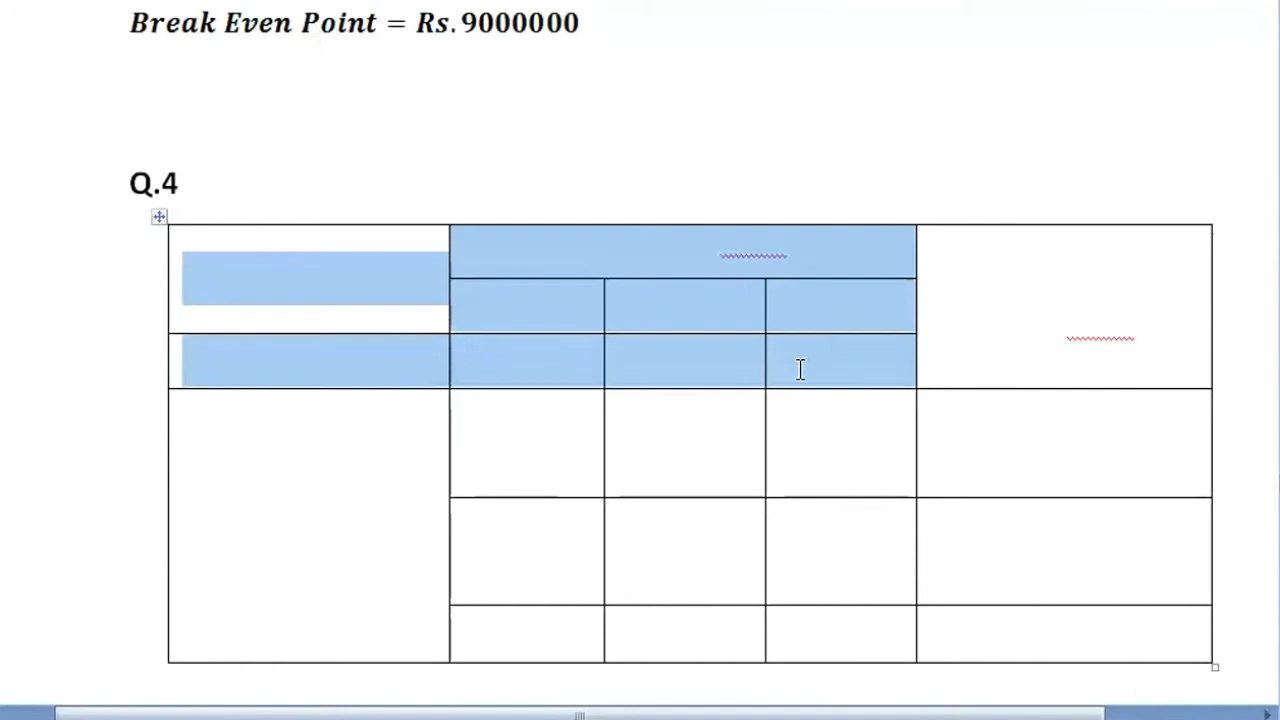 Break Even Point = Rs. 9000000
Q.4